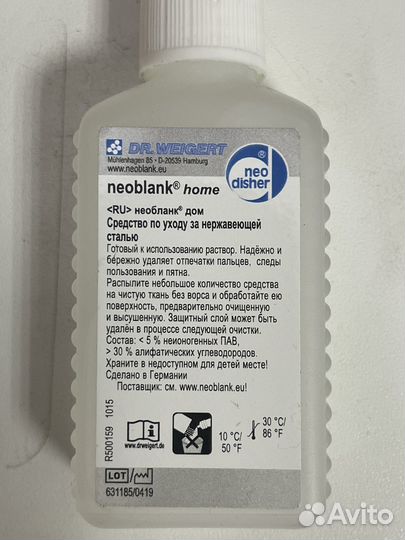 DR. WEIGERT
Mühlenhagen 85 • D-20539 Hamburg
www.neoblank.eu
neo
disher
®
neoblank® home
<RU> необланк® дом
Средство по уходу за нержавеющей
сталью
Готовый к использованию раствор. Надёжно и
бережно удаляет отпечатки пальцев, следы
пользования и пятна.
Распылите небольшое количество средства
на чистую ткань без ворса и обработайте ею
поверхность, предварительно очищенную
и высушенную. Защитный слой может быть
удалён в процессе следующей очистки.
Состав: < 5 % неионогенных ПАВ,
> 30 % алифатических углеводородов.
Храните в недоступном для детей месте!
Сделано в Германии
Поставщик: см. www.neoblank.eu!
R500159 1015
www.drweigert.de
10 °C/
50 °F
30 °C/
86 °F
LOT
631185/0419
Avito